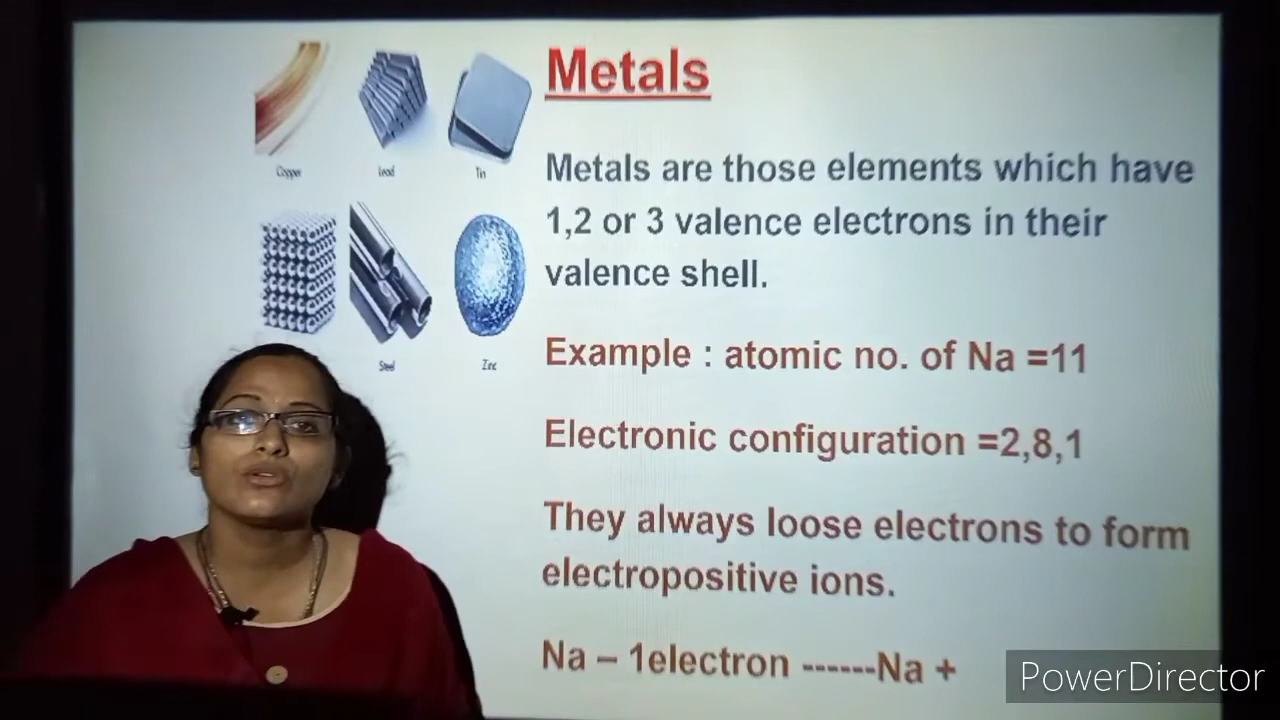 Metals
Copper
Lead
Tin
Steel
Zinc
Metals are those elements which have
1,2 or 3 valence electrons in their
valence shell.
Example : atomic no. of Na =11
Electronic configuration =2,8,1
They always loose electrons to form
electropositive ions.
Na – 1electron ------Na +
PowerDirector